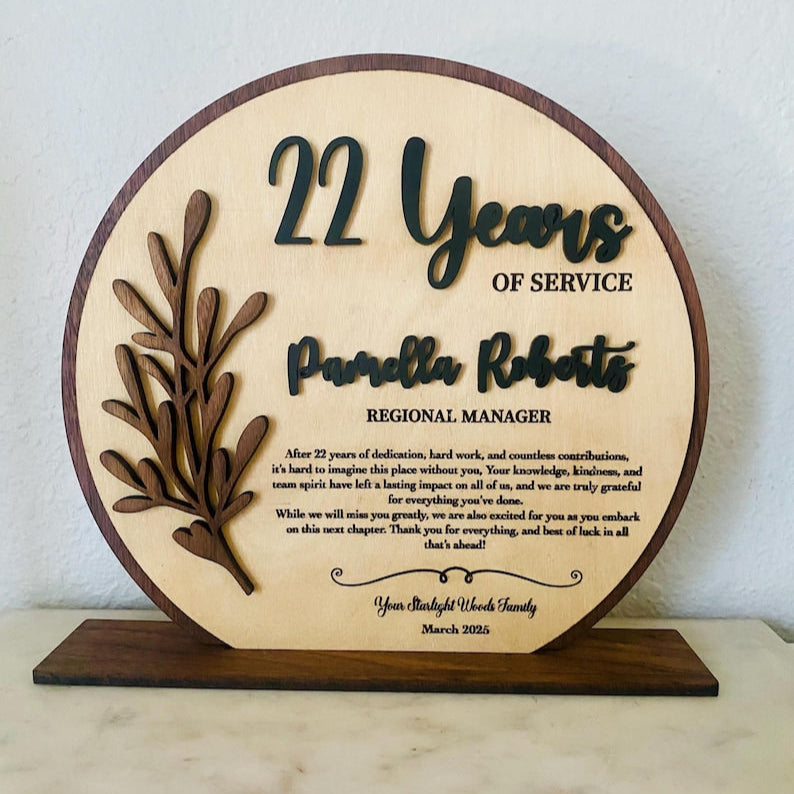 22 Years
OF SERVICE
Pamella Roberts
REGIONAL MANAGER
After 22 years of dedication, hard work, and countless contributions,
it's hard to imagine this place without you, Your knowledge, kindness, and
team spirit have left a lasting impact on all of us, and we are truly grateful
for everything you've done.
While we will miss you greatly, we are also excited for you as you embark
on this next chapter. Thank you for everything, and best of luck in all
that's ahead!
Your Starlight Woods Family
March 2025